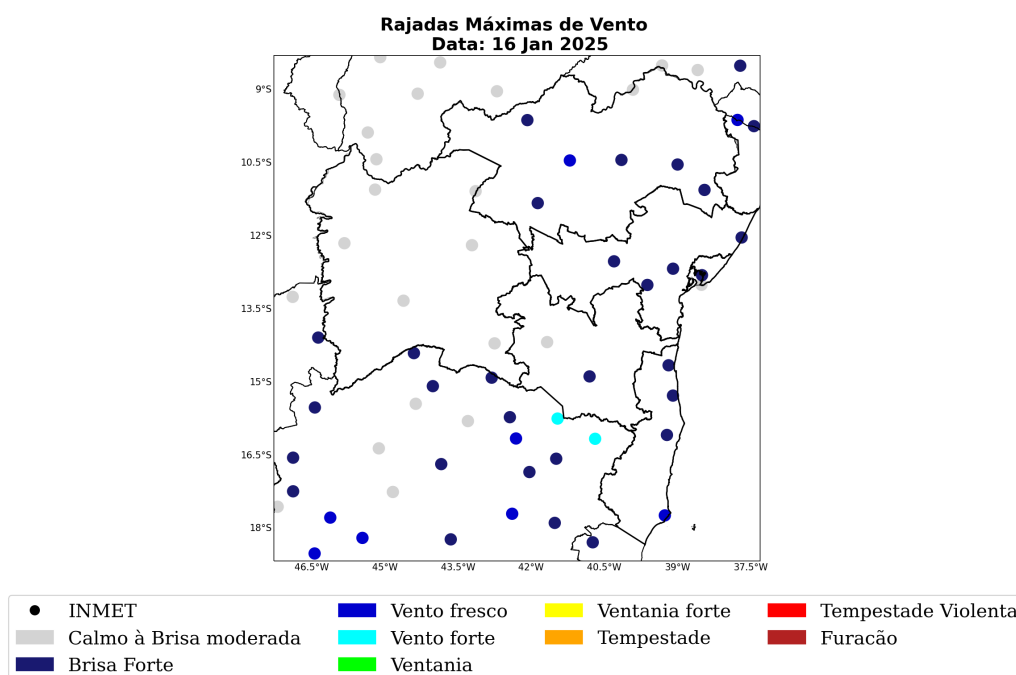 Rajadas Máximas de Vento
Data: 16 Jan 2025
9°S
10.5°S
12°S
13.5°S
15°S
16.5°S
18°S
46.5°W 45°W 43.5°W 42°W 40.5°W 39°W 37.5°W
INMET
Calmo à Brisa moderada
Brisa Forte
Vento fresco
Vento forte
Ventania
Ventania forte
Tempestade
Tempestade Violenta
Furacão